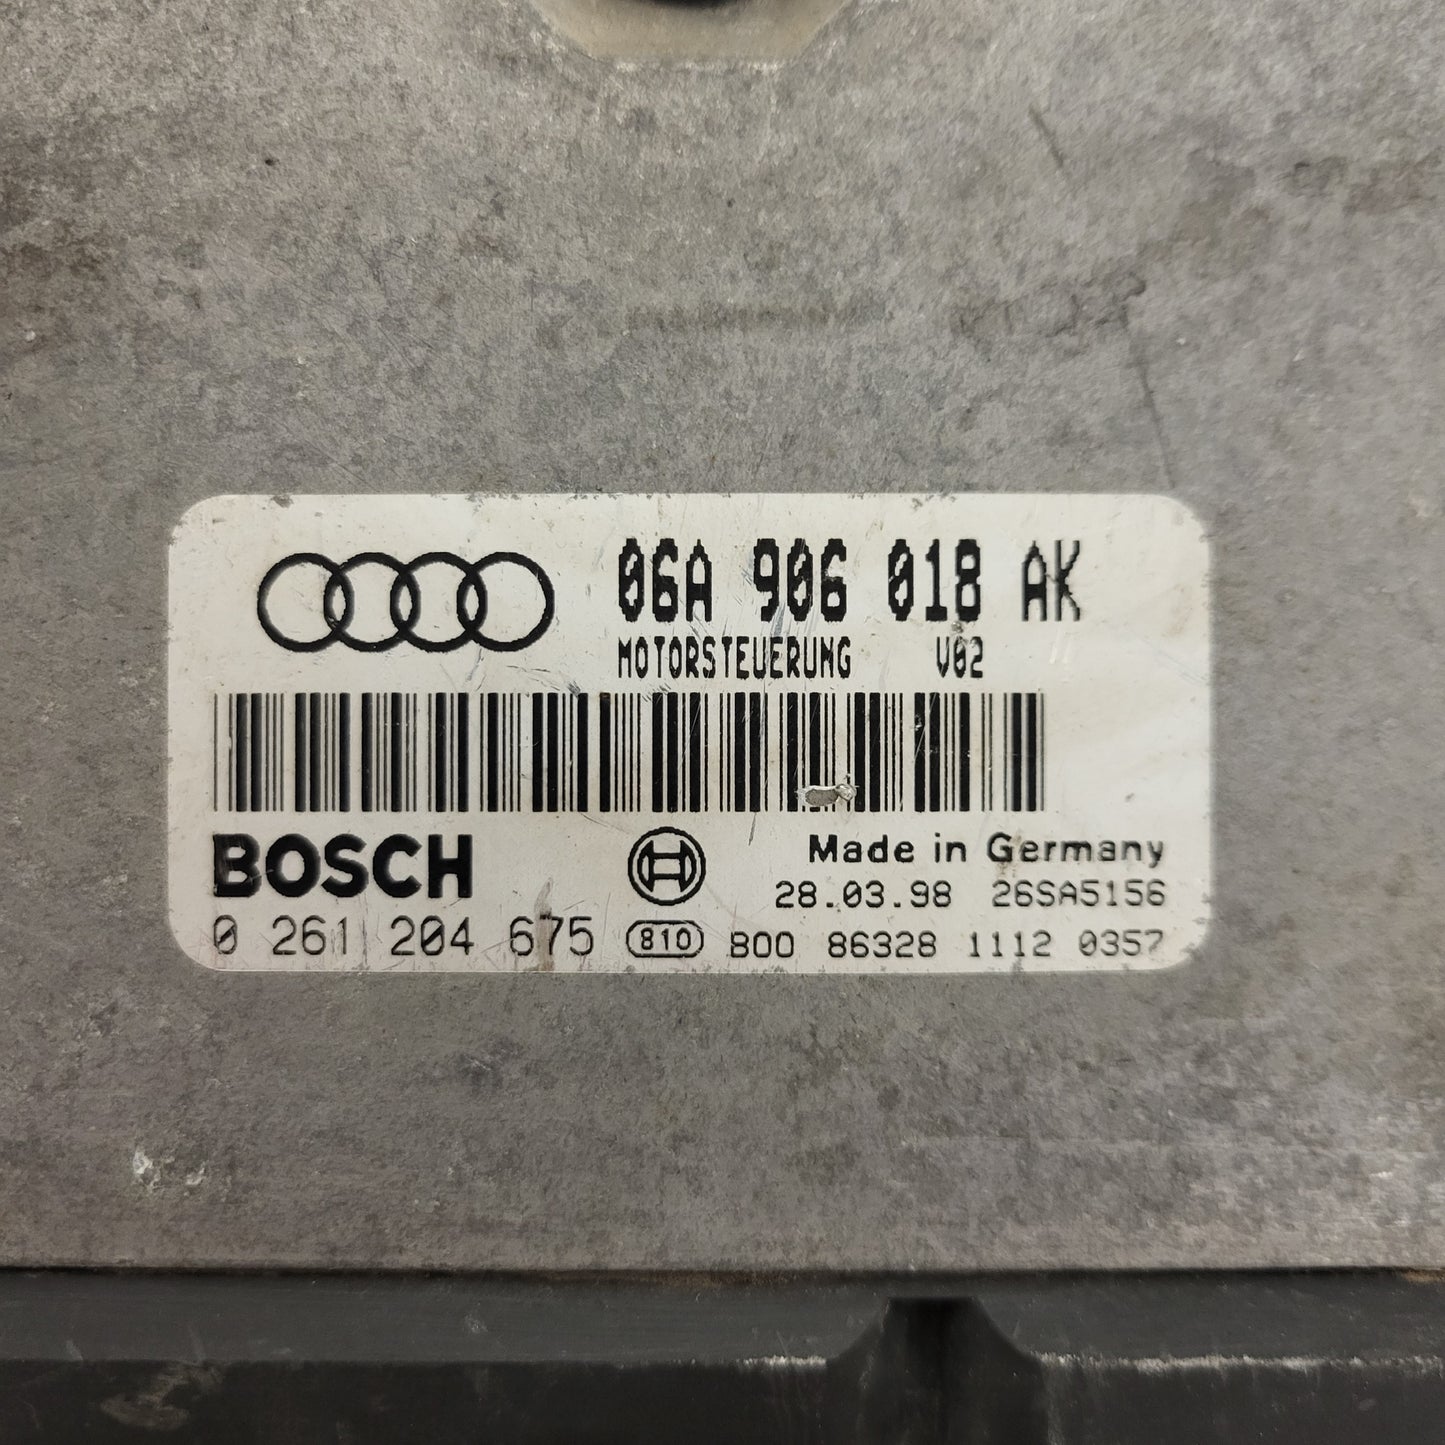 06A 906 018 AK
MOTORSTEUERUNG V02
BOSCH
Made in Germany
28.03.98 26SA5156
0 261 204 675 810 B00 86328 1112 0357